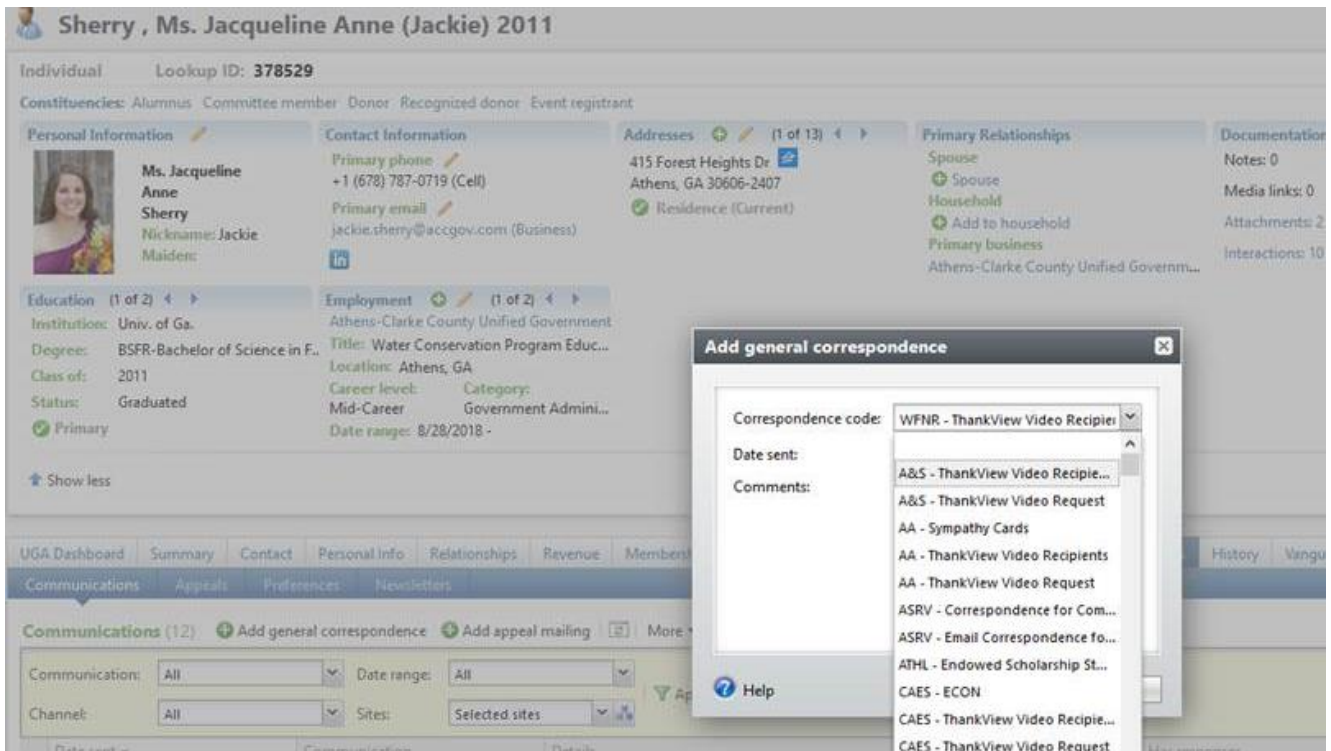 Sherry , Ms. Jacqueline Anne (Jackie) 2011
Individual Lookup ID: 378529
Constituencies: Alumnus Committee member Donor Recognized donor Event registrant
Personal Information
Ms. Jacqueline
Anne
Sherry
Nickname: Jackie
Maiden:
Contact Information
Primary phone
+1 (678) 787-0719 (Cell)
Primary email
jackie.sherry@accgov.com (Business)
in
Addresses (1 of 13)
415 Forest Heights Dr
Athens, GA 30606-2407
Residence (Current)
Primary Relationships
Spouse
Spouse
Household
Add to household
Primary business
Athens-Clarke County Unified Governm...
Documentation
Notes: 0
Media links: 0
Attachments: 2
Interactions: 10
Education (1 of 2)
Institution: Univ. of Ga.
Degree: BSFR-Bachelor of Science in F..
Class of: 2011
Status: Graduated
Primary
Employment (1 of 2)
Athens-Clarke County Unified Government
Title: Water Conservation Program Educ...
Location: Athens, GA
Career level: Category:
Mid-Career Government Admini...
Date range: 8/28/2018 -
Show less
Add general correspondence
Correspondence code: WFNR - ThankView Video Recipie
Date sent:
Comments:
A&S - ThankView Video Recipie...
A&S - ThankView Video Request
AA - Sympathy Cards
AA - ThankView Video Recipients
AA - ThankView Video Request
ASRV - Correspondence for Com...
ASRV - Email Correspondence fo...
ATHL - Endowed Scholarship St...
CAES - ECON
CAES - ThankView Video Recipie...
CAES - ThankView Video Request
Help
UGA Dashboard Summary Contact Personal Info Relationships Revenue Membersh History Vangu
Communications Appeals Preferences Newsletters
Communications (12) Add general correspondence Add appeal mailing More
Communication: All Date range: All
Ap
Channel: All Sites: Selected sites
Date sent Communication Details